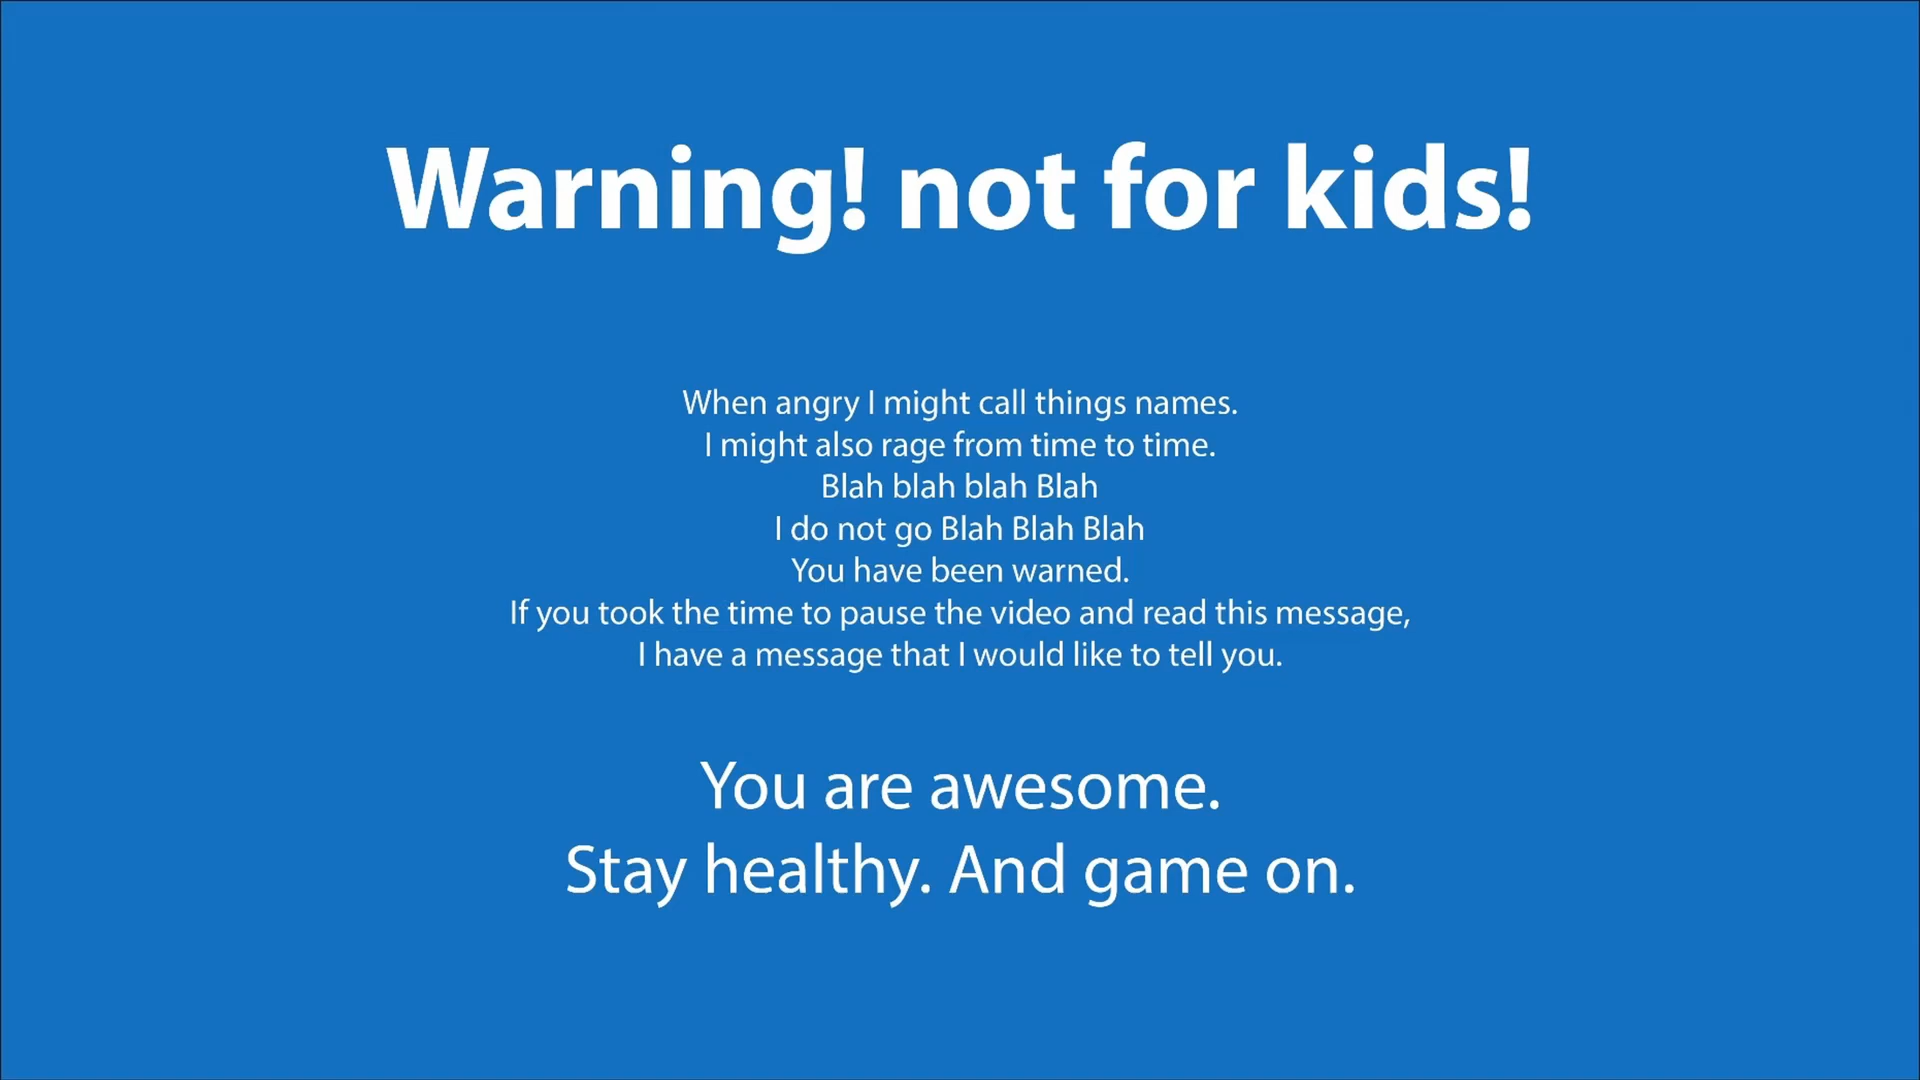 Warning! not for kids!
When angry I might call things names.
I might also rage from time to time.
Blah blah blah Blah
I do not go Blah Blah Blah
You have been warned.
If you took the time to pause the video and read this message,
I have a message that I would like to tell you.
You are awesome.
Stay healthy. And game on.